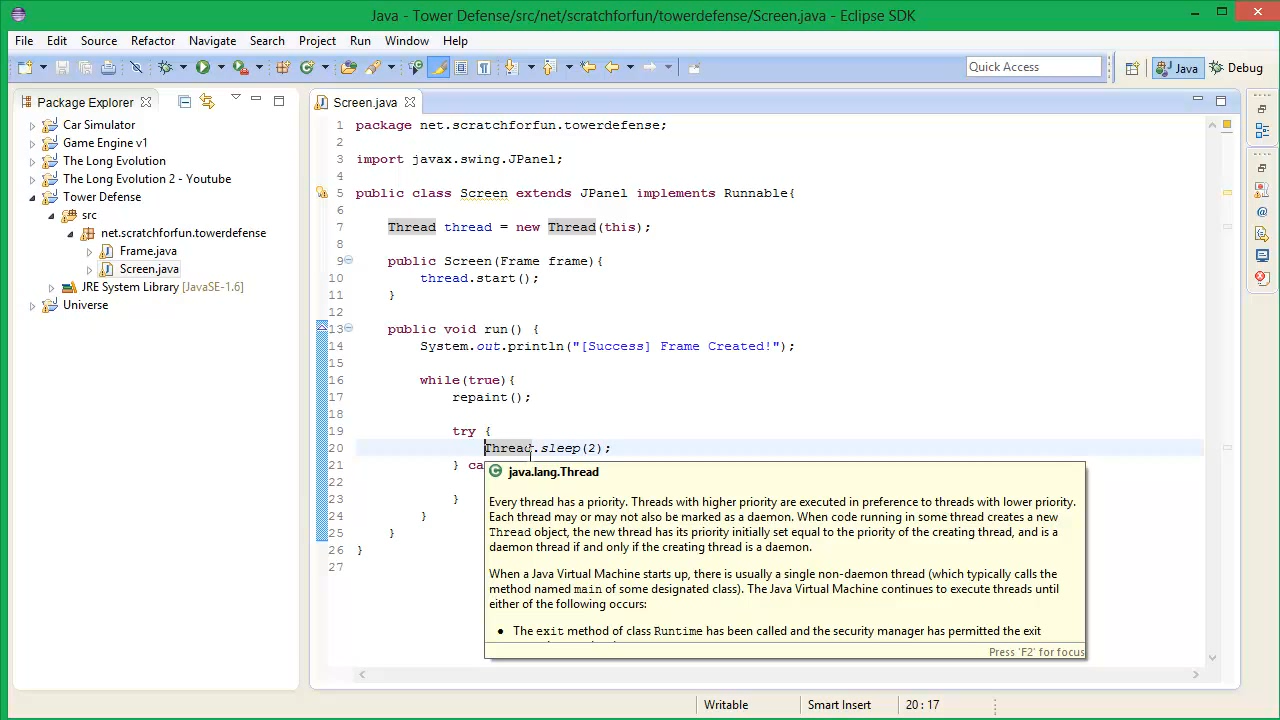 Java - Tower Defense/src/net/scratchforfun/towerdefense/Screen.java - Eclipse SDK
File Edit Source Refactor Navigate Search Project Run Window Help
Quick Access
Java
Debug
Package Explorer
Car Simulator
Game Engine v1
The Long Evolution
The Long Evolution 2 - Youtube
Tower Defense
src
net.scratchforfun.towerdefense
Frame.java
Screen.java
JRE System Library [JavaSE-1.6]
Universe
Screen.java
1 package net.scratchforfun.towerdefense;
2
3 import javax.swing.JPanel;
4
5 public class Screen extends JPanel implements Runnable{
6
7 Thread thread = new Thread(this);
8
9 public Screen(Frame frame){
10 thread.start();
11 }
12
13 public void run() {
14 System.out.println("[Success] Frame Created!");
15
16 while(true){
17 repaint();
18
19 try {
20 Thread.sleep(2);
21 } ca
22
23 }
24 }
25 }
26 }
27
java.lang.Thread
Every thread has a priority. Threads with higher priority are executed in preference to threads with lower priority.
Each thread may or may not also be marked as a daemon. When code running in some thread creates a new
Thread object, the new thread has its priority initially set equal to the priority of the creating thread, and is a
daemon thread if and only if the creating thread is a daemon.
When a Java Virtual Machine starts up, there is usually a single non-daemon thread (which typically calls the
method named main of some designated class). The Java Virtual Machine continues to execute threads until
either of the following occurs:
• The exit method of class Runtime has been called and the security manager has permitted the exit
Press 'F2' for focus
Writable
Smart Insert
20 : 17